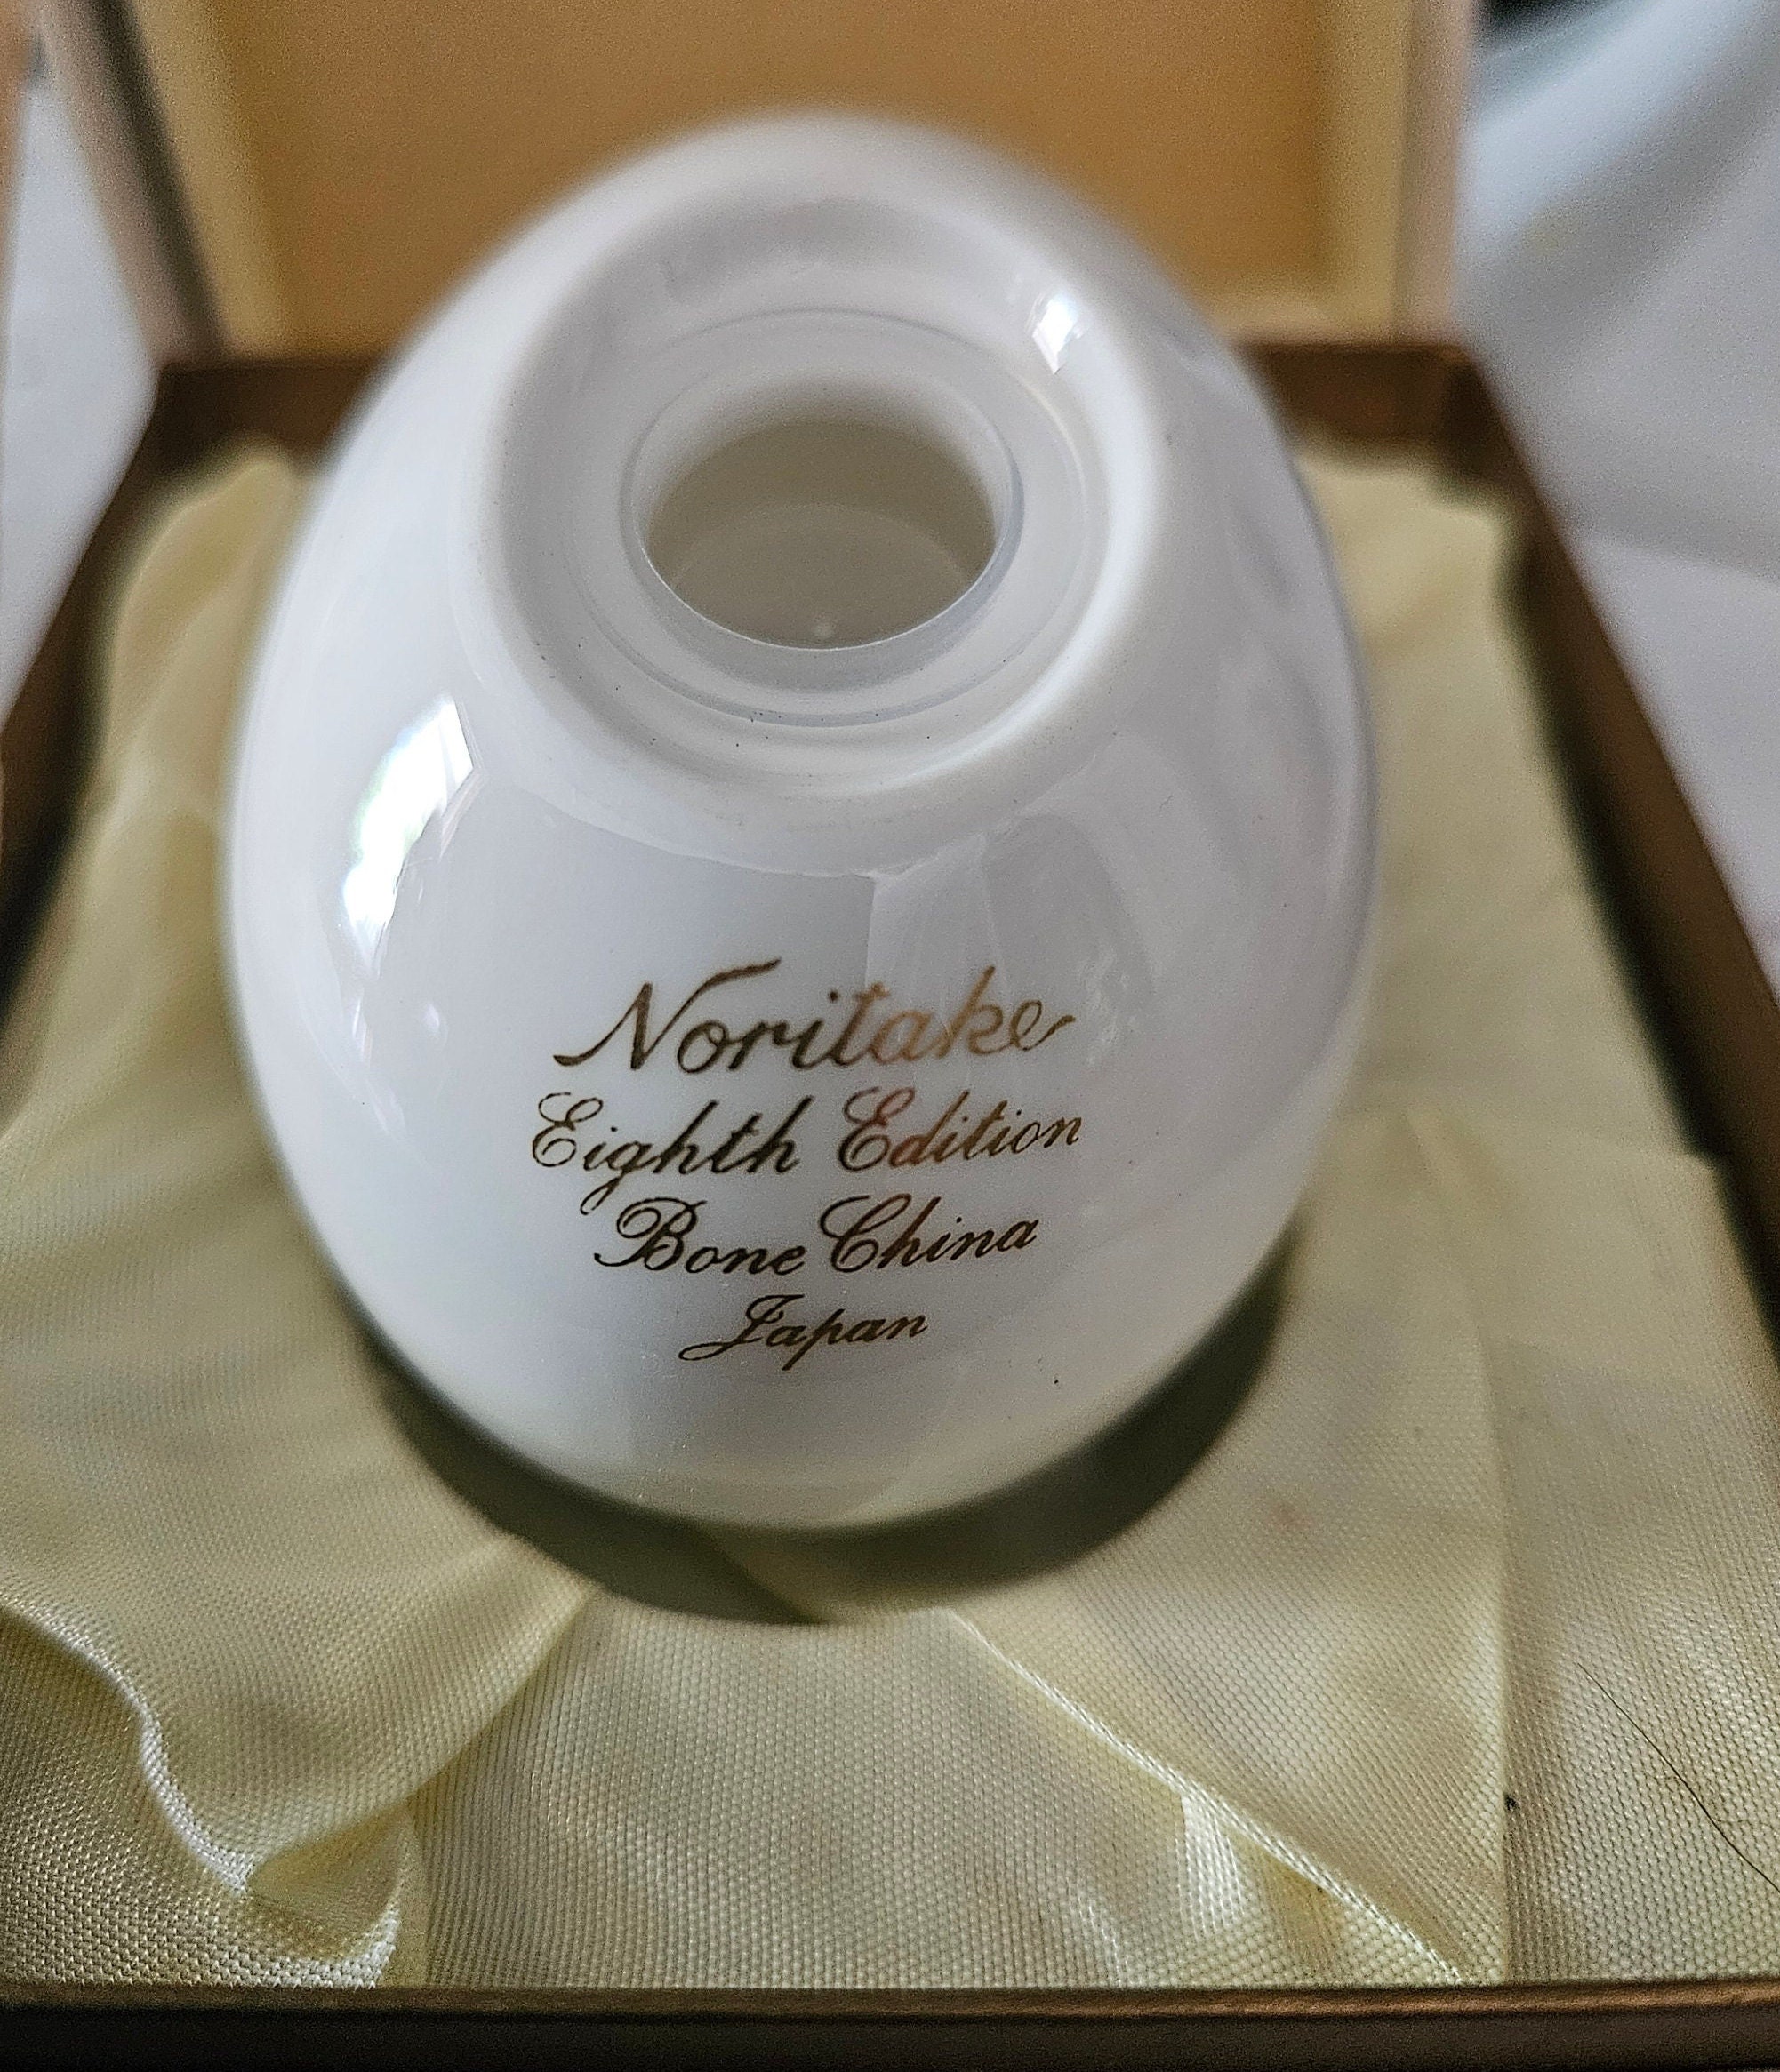 Noritake
Eighth Edition
Bone China
Japan